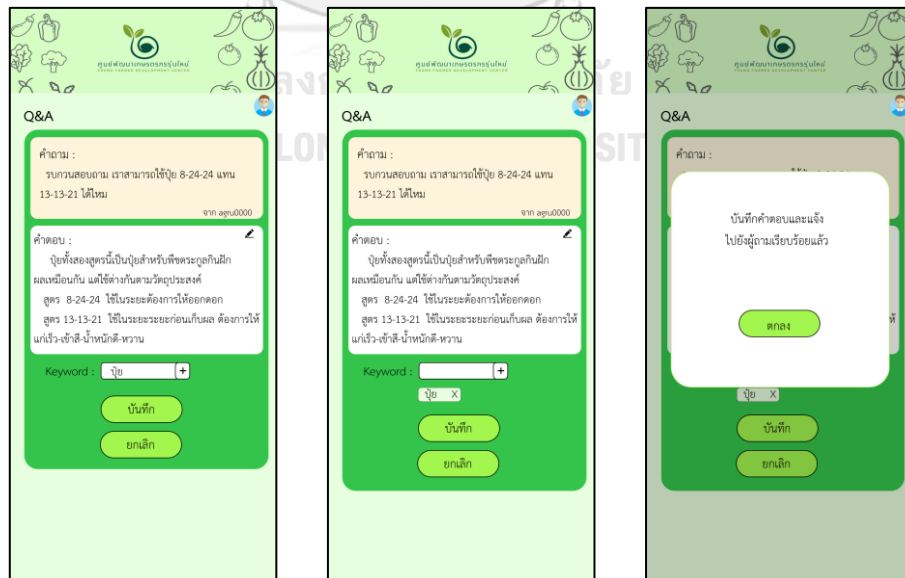 ศูนย์พัฒนาเกษตรกรรุ่นใหม่
YOUNG FARMER DEVELOPMENT CENTER
Q&A
คำถาม :
รบกวนสอบถาม เราสามารถใช้ปุ๋ย 8-24-24 แทน
13-13-21 ได้ไหม
จาก agru0000
คำตอบ :
ปุ๋ยทั้งสองสูตรนี้เป็นปุ๋ยสำหรับพืชตระกูลกินฝัก
ผลเหมือนกัน แต่ใช้ต่างกันตามวัตถุประสงค์
สูตร 8-24-24 ใช้ในระยะต้องการให้ออกดอก
สูตร 13-13-21 ใช้ในระยะระยะก่อนเก็บผล ต้องการให้
แก่เร็ว-เข้าสี-น้ำหนักดี-หวาน
Keyword : ปุ๋ย +
บันทึก
ยกเลิก
ศูนย์พัฒนาเกษตรกรรุ่นใหม่
YOUNG FARMER DEVELOPMENT CENTER
Q&A
คำถาม :
รบกวนสอบถาม เราสามารถใช้ปุ๋ย 8-24-24 แทน
13-13-21 ได้ไหม
จาก agru0000
คำตอบ :
ปุ๋ยทั้งสองสูตรนี้เป็นปุ๋ยสำหรับพืชตระกูลกินฝัก
ผลเหมือนกัน แต่ใช้ต่างกันตามวัตถุประสงค์
สูตร 8-24-24 ใช้ในระยะต้องการให้ออกดอก
สูตร 13-13-21 ใช้ในระยะระยะก่อนเก็บผล ต้องการให้
แก่เร็ว-เข้าสี-น้ำหนักดี-หวาน
Keyword : +
ปุ๋ย X
บันทึก
ยกเลิก
ศูนย์พัฒนาเกษตรกรรุ่นใหม่
YOUNG FARMER DEVELOPMENT CENTER
Q&A
คำถาม :
บันทึกคำตอบและแจ้ง
ไปยังผู้ถามเรียบร้อยแล้ว
ตกลง
ปุ๋ย X
บันทึก
ยกเลิก